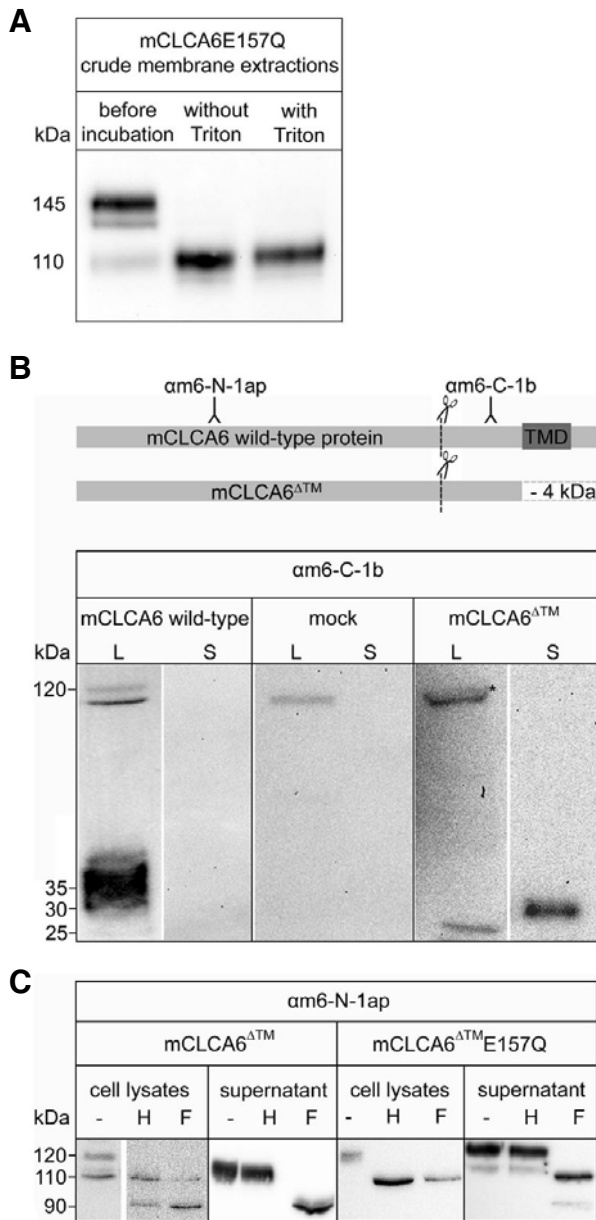 A
mCLCA6E157Q
crude membrane extractions
before incubation
without Triton
with Triton
kDa
145
110
B
αm6-N-1ap
αm6-C-1b
mCLCA6 wild-type protein
TMD
mCLCA6ΔTM
- 4 kDa
αm6-C-1b
mCLCA6 wild-type
mock
mCLCA6ΔTM
kDa
L
S
L
S
L
S
120
*
35
30
25
C
αm6-N-1ap
mCLCA6ΔTM
mCLCA6ΔTME157Q
cell lysates
supernatant
cell lysates
supernatant
kDa
- H F
- H F
- H F
- H F
120
110
90